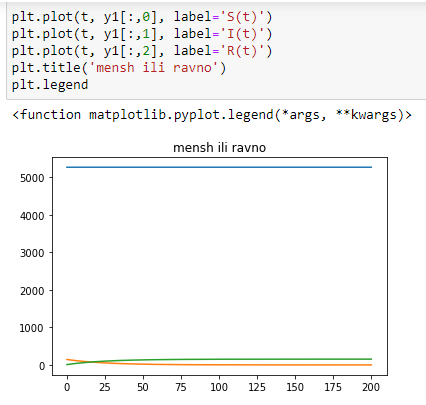 plt.plot(t, y1[:,0], label='S(t)')
plt.plot(t, y1[:,1], label='I(t)')
plt.plot(t, y1[:,2], label='R(t)')
plt.title('mensh ili ravno')
plt.legend
<function matplotlib.pyplot.legend(*args, **kwargs)>
mensh ili ravno
5000
4000
3000
2000
1000
0
0 25 50 75 100 125 150 175 200